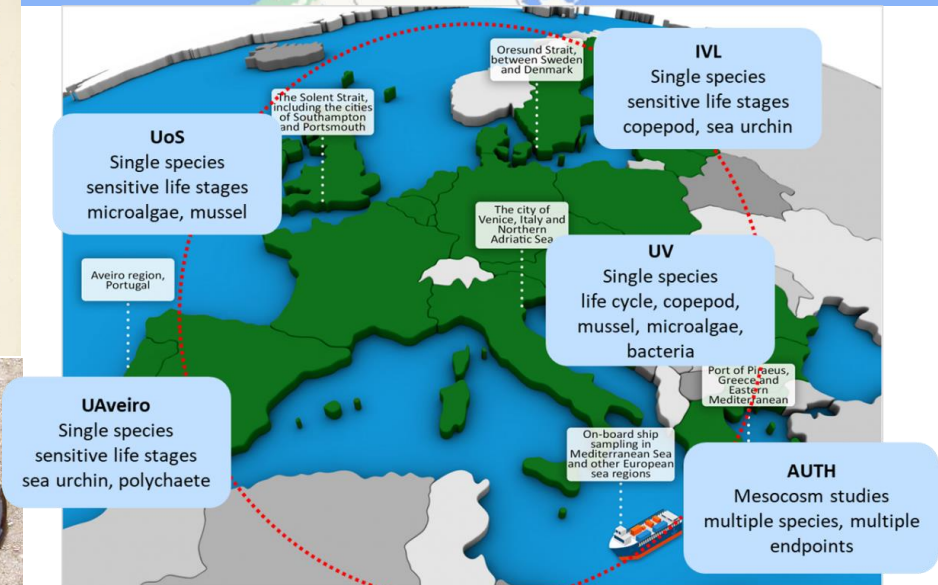 Oresund Strait,
between Sweden
and Denmark
IVL
Single species
sensitive life stages
copepod, sea urchin
The Solent Strait,
including the cities
of Southampton
and Portsmouth
UoS
Single species
sensitive life stages
microalgae, mussel
The city of
Venice, Italy and
Northern
Adriatic Sea
UV
Single species
life cycle, copepod,
mussel, microalgae,
bacteria
Aveiro region,
Portugal
Port of Piraeus,
Greece and
Eastern
Mediterranean
UAveiro
Single species
sensitive life stages
sea urchin, polychaete
On-board ship
sampling in
Mediterranean Sea
and other European
sea regions
AUTH
Mesocosm studies
multiple species, multiple
endpoints